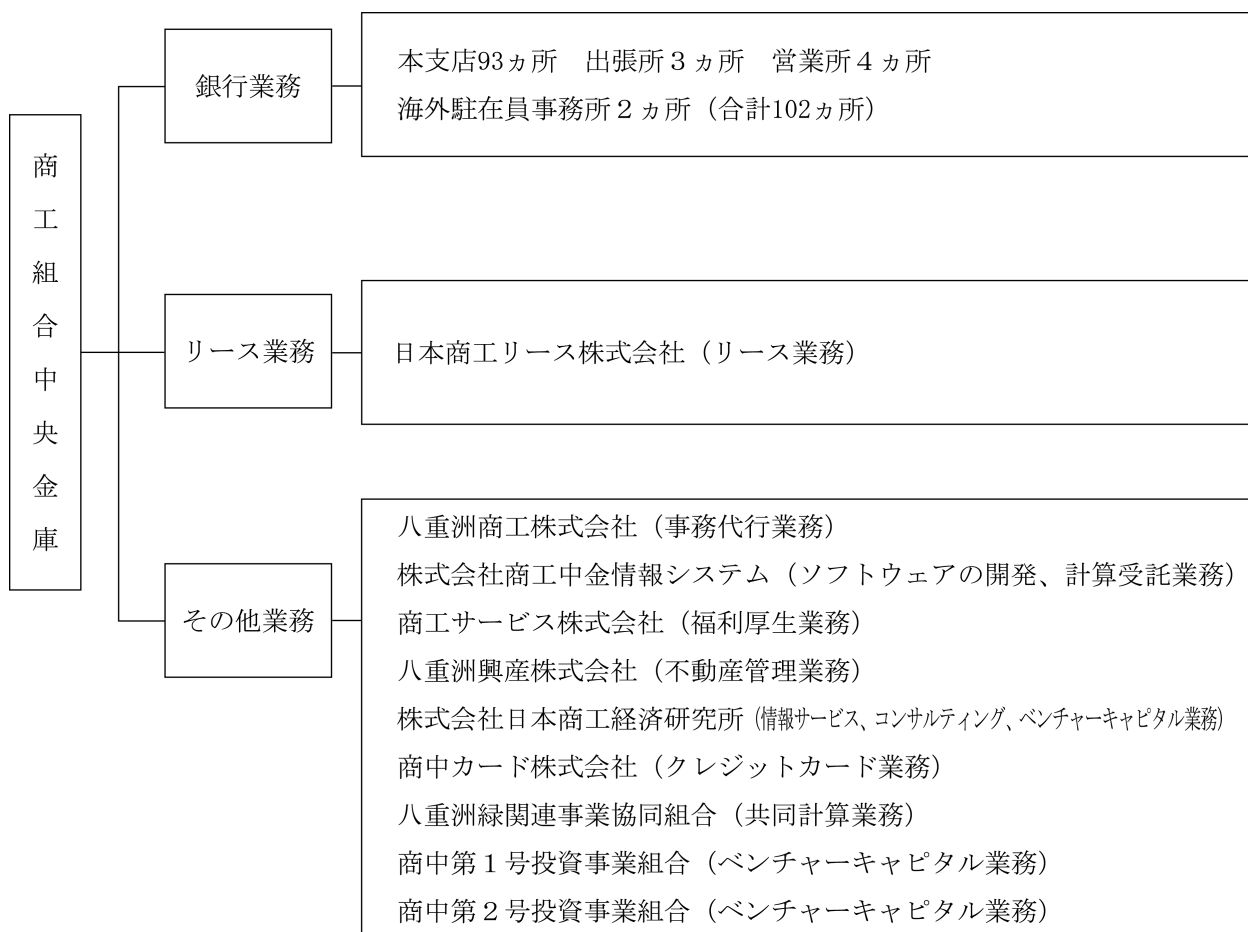 商工組合中央金庫
銀行業務
本支店93ヵ所　出張所３ヵ所　営業所４ヵ所
海外駐在員事務所２ヵ所（合計102ヵ所）
リース業務
日本商工リース株式会社（リース業務）
その他業務
八重洲商工株式会社（事務代行業務）
株式会社商工中金情報システム（ソフトウェアの開発、計算受託業務）
商工サービス株式会社（福利厚生業務）
八重洲興産株式会社（不動産管理業務）
株式会社日本商工経済研究所（情報サービス、コンサルティング、ベンチャーキャピタル業務）
商中カード株式会社（クレジットカード業務）
八重洲緑関連事業協同組合（共同計算業務）
商中第１号投資事業組合（ベンチャーキャピタル業務）
商中第２号投資事業組合（ベンチャーキャピタル業務）